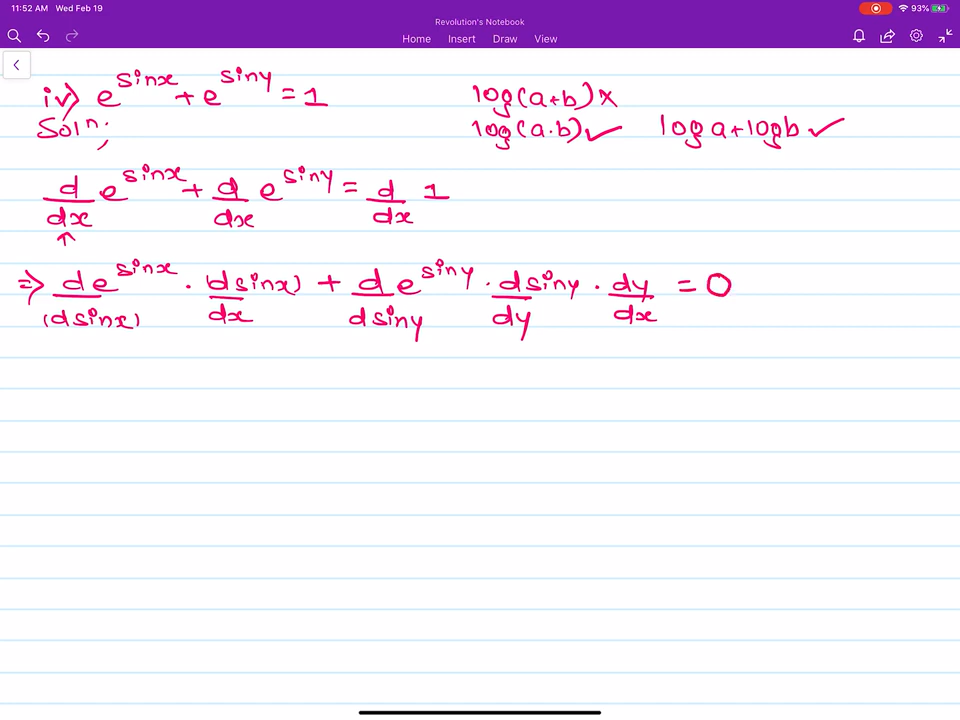 11:52 AM Wed Feb 19 93%
Revolution's Notebook
Home Insert Draw View
iv) e^sinx + e^siny = 1 log(a+b) ×
Solⁿ; log(a·b) ✓ log a + log b ✓
d/dx e^sinx + d/dx e^siny = d/dx 1
↑
⇒ de^sinx/(dsinx) · (dsinx)/dx + de^siny/dsiny · dsiny/dy · dy/dx = 0